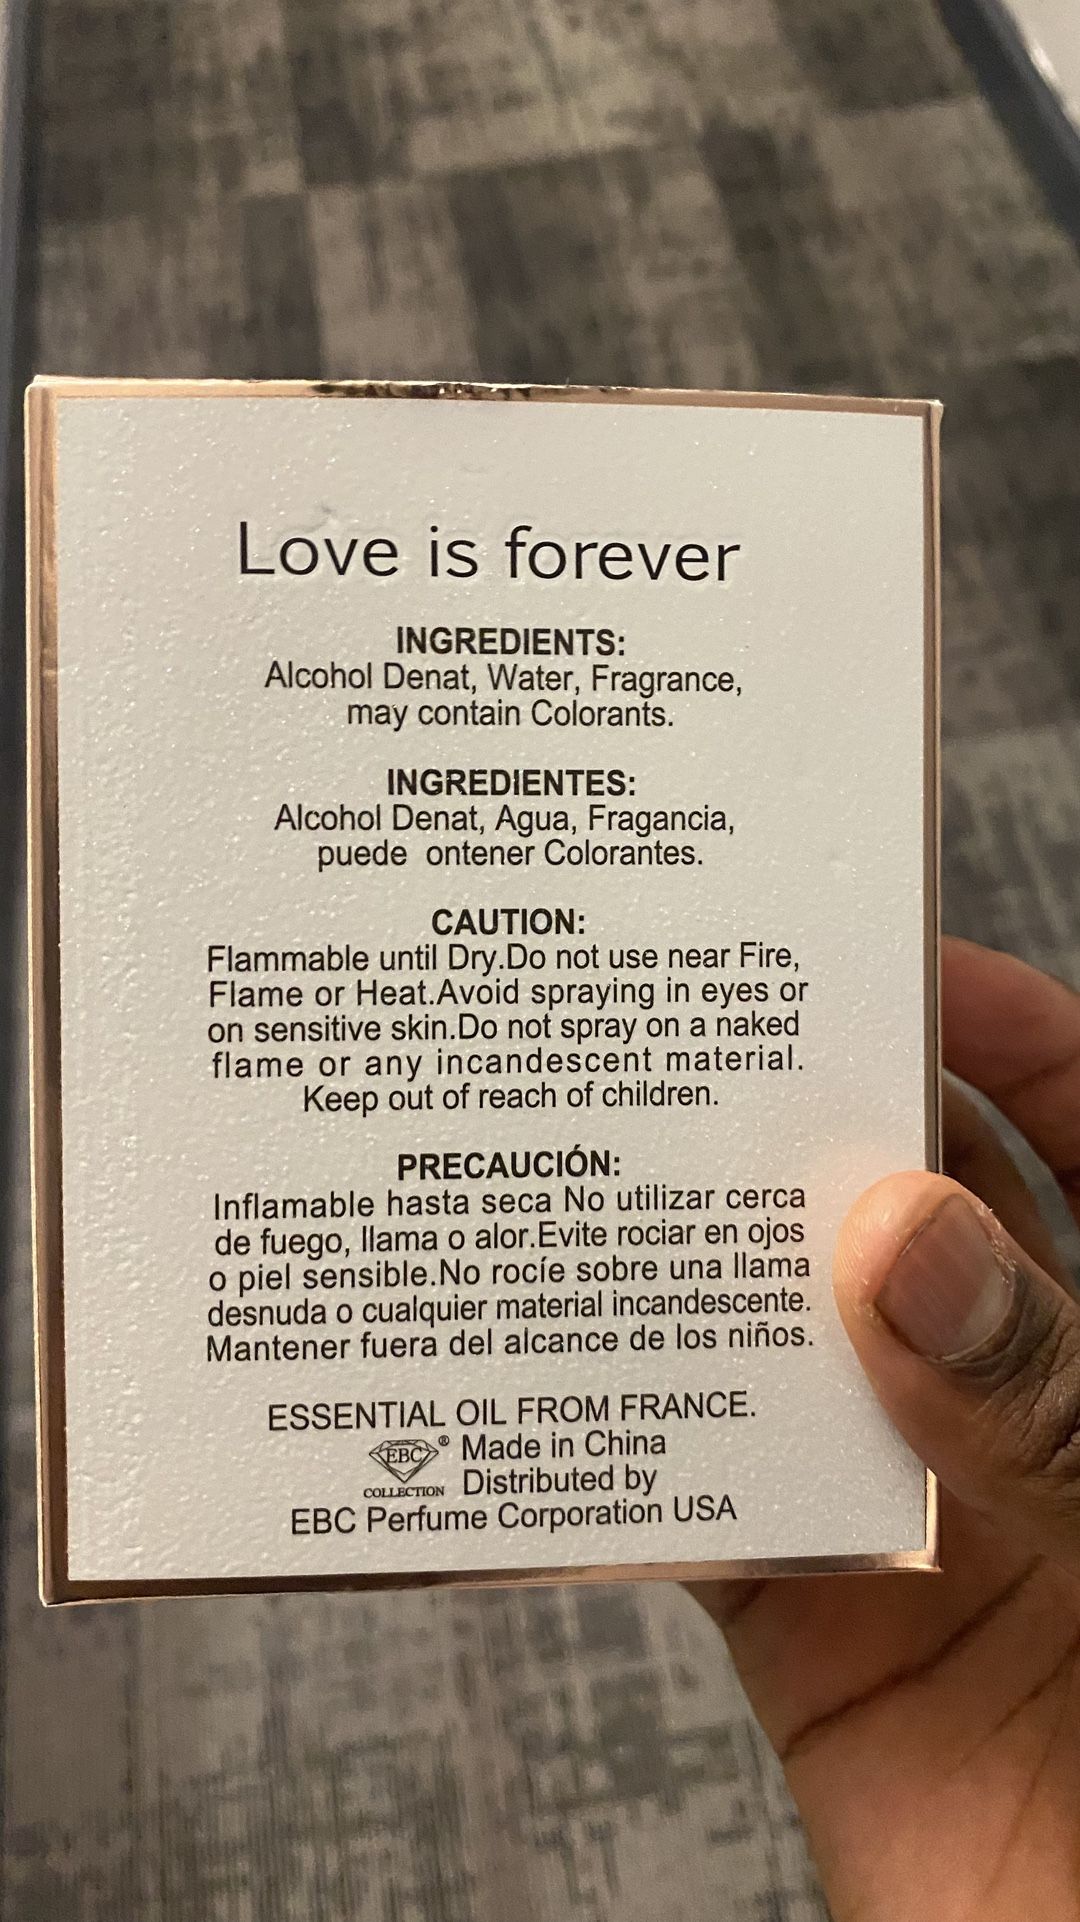 Love is forever
INGREDIENTS:
Alcohol Denat, Water, Fragrance,
may contain Colorants.
INGREDIENTES:
Alcohol Denat, Agua, Fragancia,
puede  ontener Colorantes.
CAUTION:
Flammable until Dry.Do not use near Fire,
Flame or Heat.Avoid spraying in eyes or
on sensitive skin.Do not spray on a naked
flame or any incandescent material.
Keep out of reach of children.
PRECAUCIÓN:
Inflamable hasta seca No utilizar cerca
de fuego, llama o alor.Evite rociar en ojos
o piel sensible.No rocíe sobre una llama
desnuda o cualquier material incandescente.
Mantener fuera del alcance de los niños.
ESSENTIAL OIL FROM FRANCE.
EBC® Made in China
COLLECTION Distributed by
EBC Perfume Corporation USA